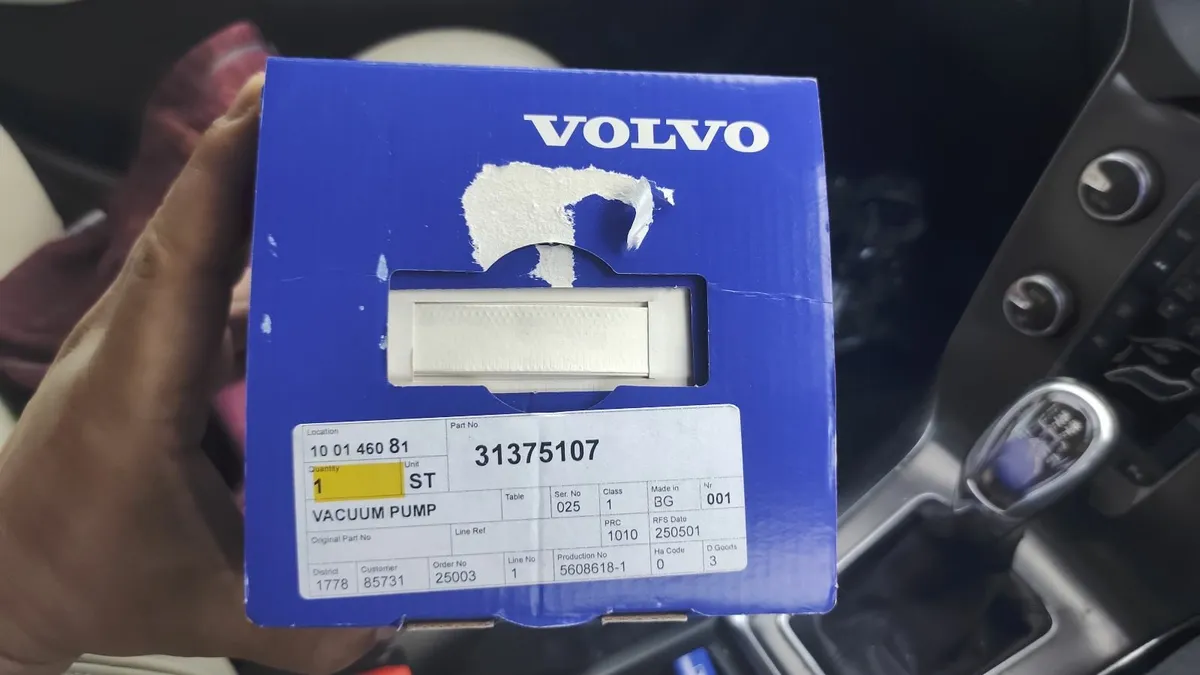 VOLVO
Location
10 01 460 81
Part No
31375107
Quantity
1
Unit
ST
VACUUM PUMP
Table
Ser. No
025
Class
1
Made in
BG
Nr
001
Original Part No
Line Ref
PRC
1010
RFS Date
250501
District
1778
Customer
85731
Order No
25003
Line No
1
Production No
5608618-1
Ha Code
0
D Goods
3